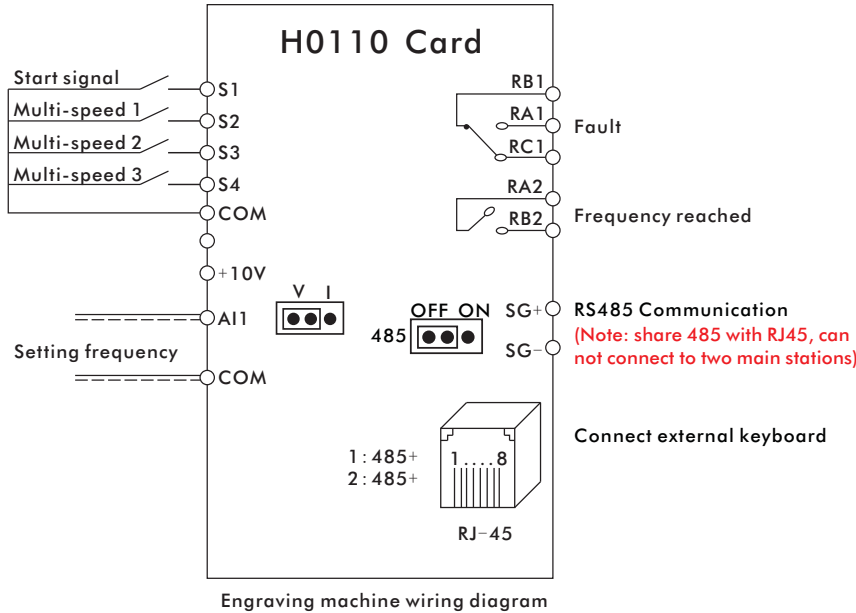 H0110 Card
Start signal
S1
Multi-speed 1
S2
Multi-speed 2
S3
Multi-speed 3
S4
COM
+10V
AI1
Setting frequency
COM
V I
OFF ON
485
RB1
RA1
RC1
Fault
RA2
RB2
Frequency reached
SG+
SG-
RS485 Communication
(Note: share 485 with RJ45, can
not connect to two main stations)
1:485+
2:485+
1....8
RJ-45
Connect external keyboard
Engraving machine wiring diagram